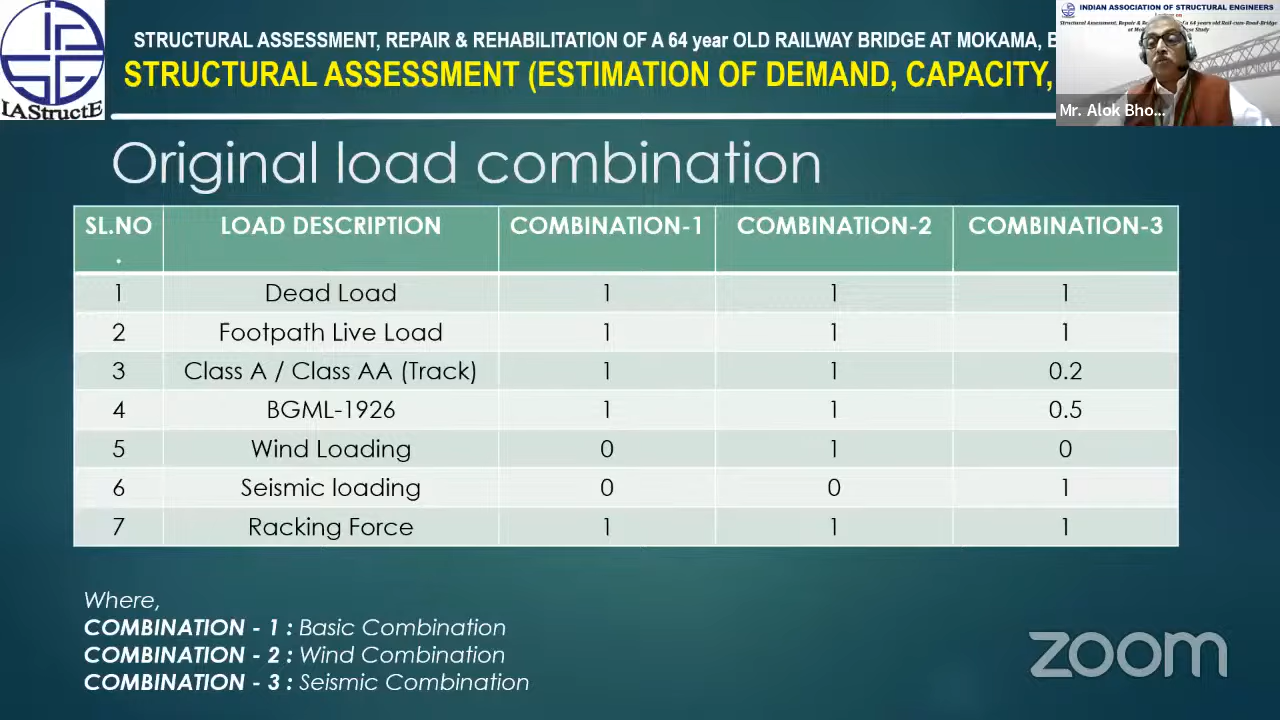 INDIAN ASSOCIATION OF STRUCTURAL ENGINEERS
STRUCTURAL ASSESSMENT, REPAIR & REHABILITATION OF A 64 year OLD RAILWAY BRIDGE AT MOKAMA, B
STRUCTURAL ASSESSMENT (ESTIMATION OF DEMAND, CAPACITY,
IAStructE
Mr. Alok Bho...
Original load combination
SL.NO. LOAD DESCRIPTION COMBINATION-1 COMBINATION-2 COMBINATION-3
1 Dead Load 1 1 1
2 Footpath Live Load 1 1 1
3 Class A / Class AA (Track) 1 1 0.2
4 BGML-1926 1 1 0.5
5 Wind Loading 0 1 0
6 Seismic loading 0 0 1
7 Racking Force 1 1 1
Where,
COMBINATION - 1 : Basic Combination
COMBINATION - 2 : Wind Combination
COMBINATION - 3 : Seismic Combination
zoom